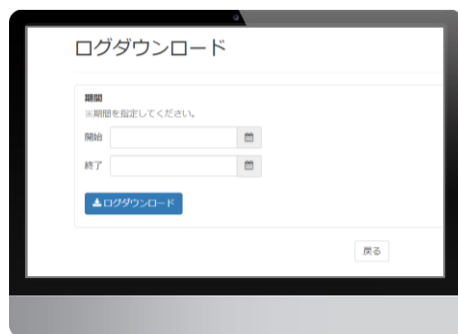 ログダウンロード
期間
※期間を指定してください。
開始
終了
ログダウンロード
戻る